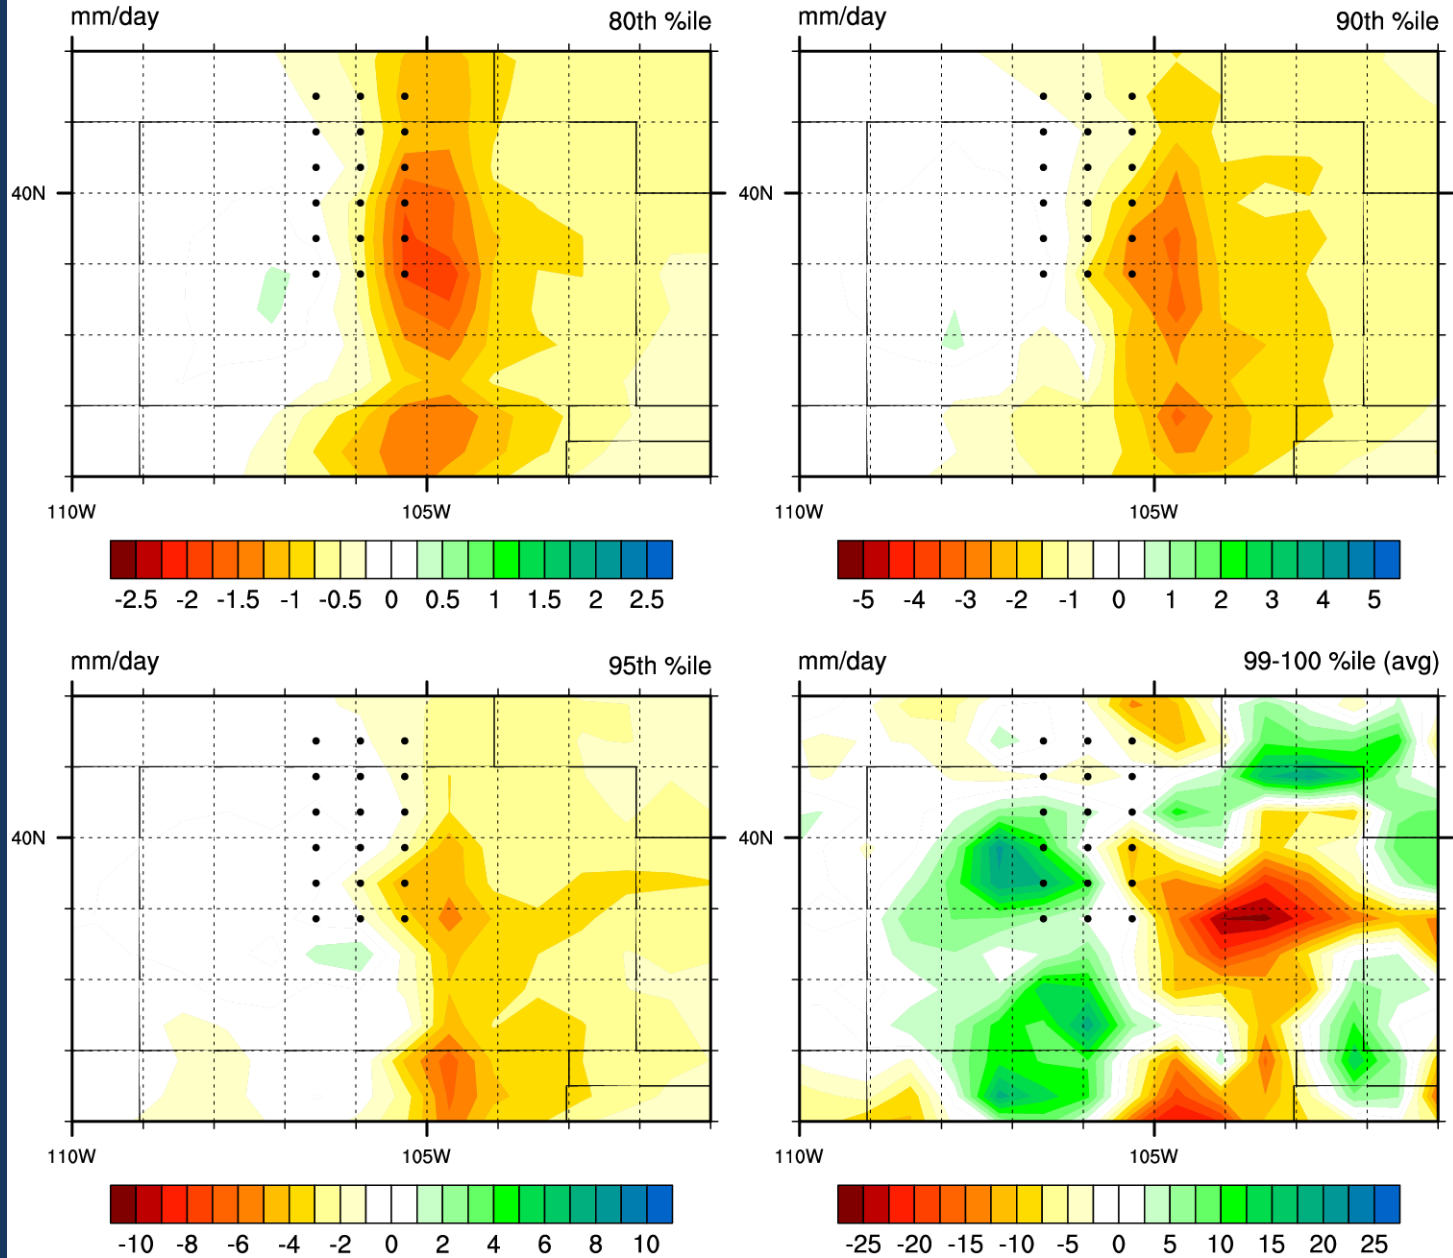 mm/day 80th %ile
40N
110W 105W
-2.5 -2 -1.5 -1 -0.5 0 0.5 1 1.5 2 2.5
mm/day 90th %ile
40N
110W 105W
-5 -4 -3 -2 -1 0 1 2 3 4 5
mm/day 95th %ile
40N
110W 105W
-10 -8 -6 -4 -2 0 2 4 6 8 10
mm/day 99-100 %ile (avg)
40N
110W 105W
-25 -20 -15 -10 -5 0 5 10 15 20 25